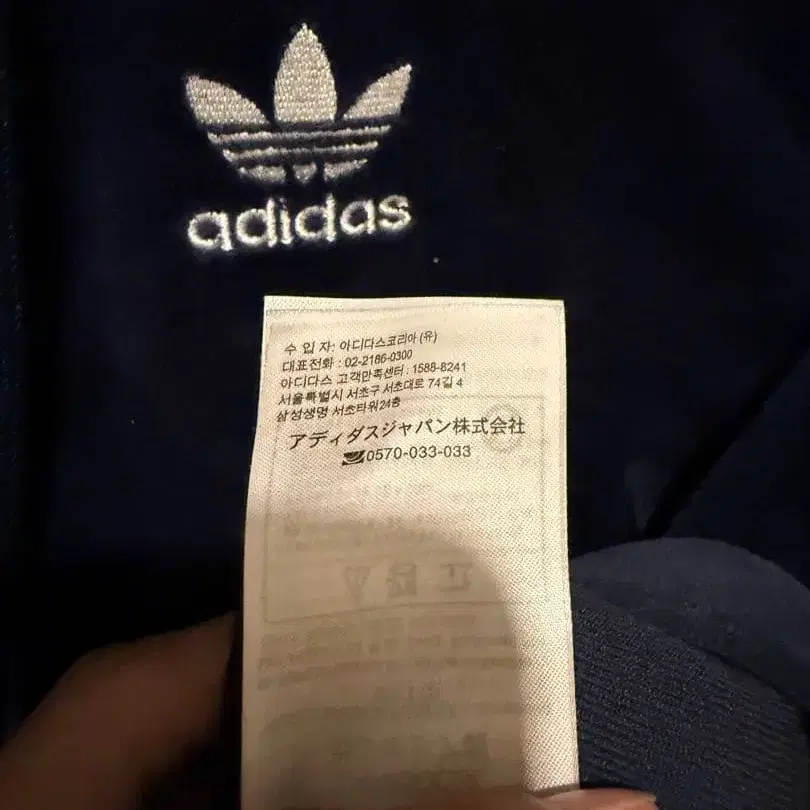 adidas
수 입 자: 아디다스코리아 (유)
대표전화 : 02-2186-0300
아디다스 고객만족센터 : 1588-8241
서울특별시 서초구 서초대로 74길 4
삼성생명 서초타워 24층
アディダスジャパン株式会社
0570-033-033